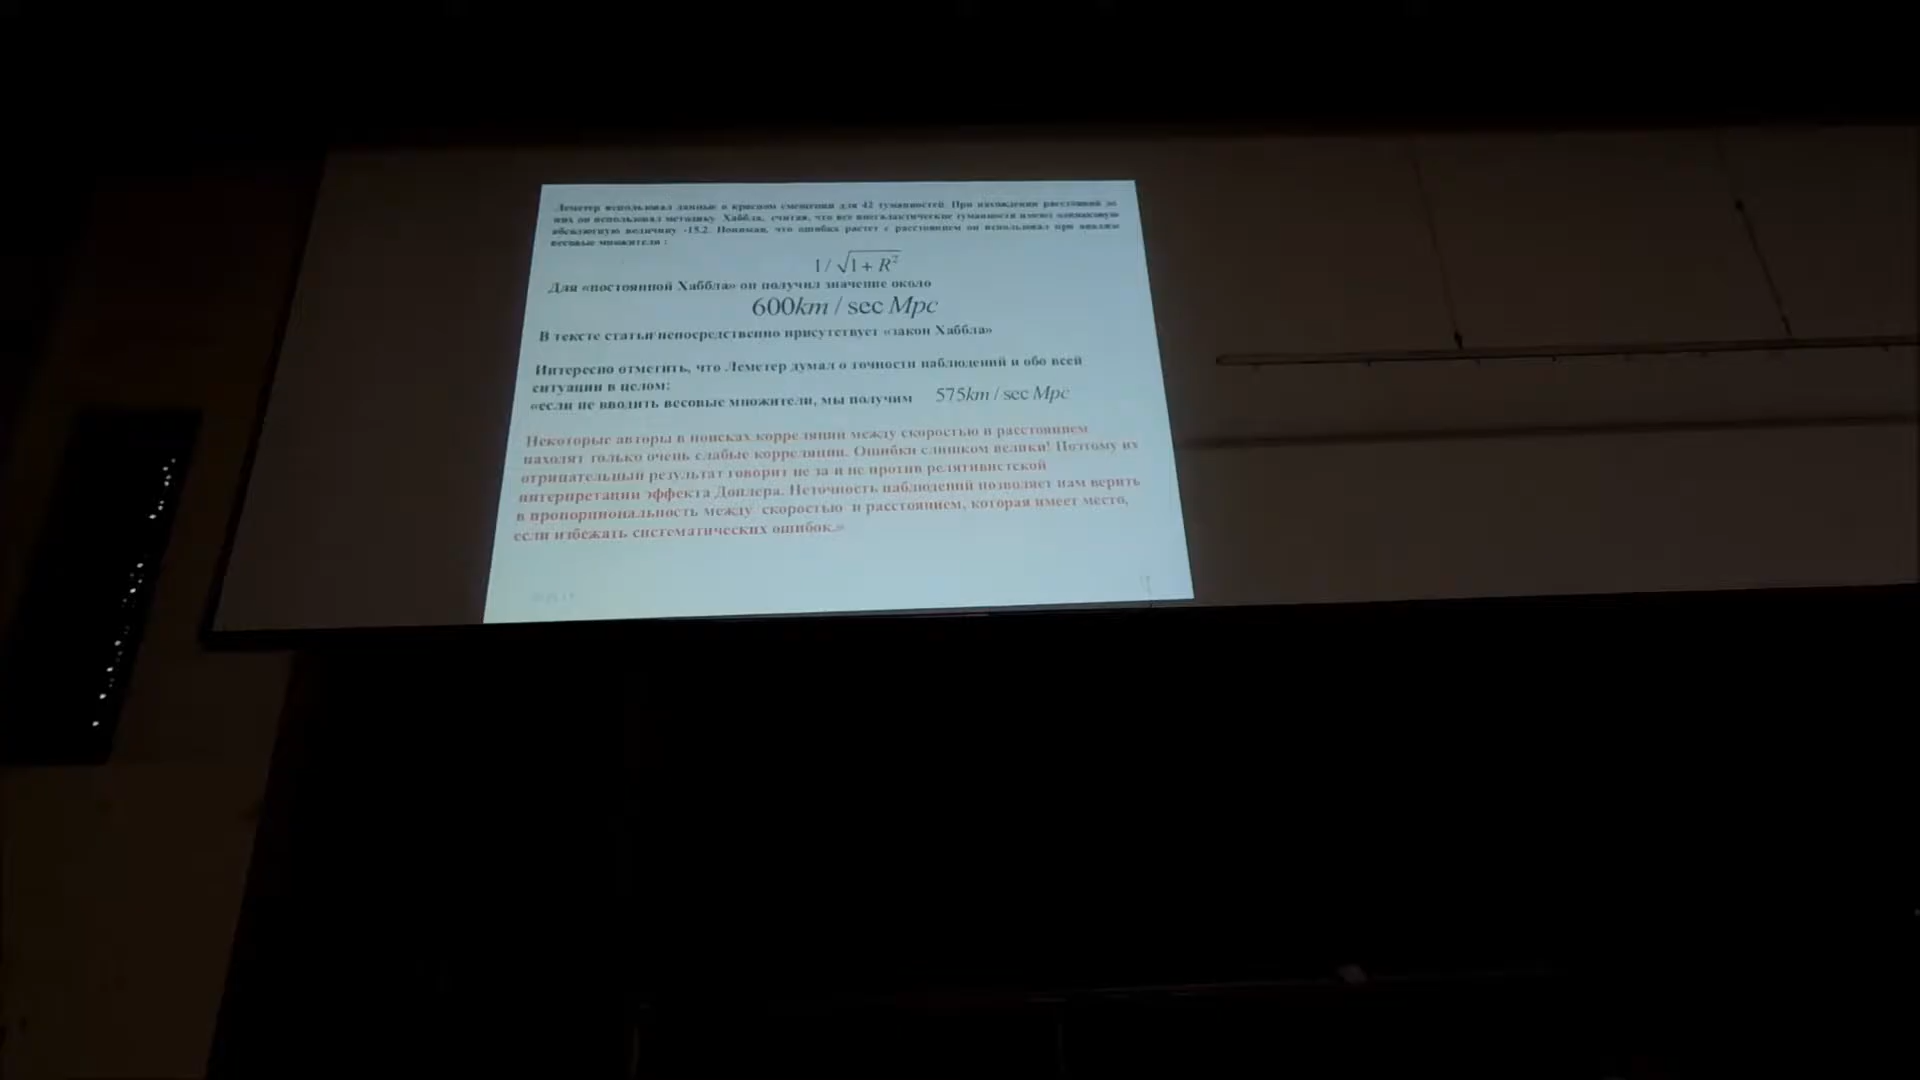 Леметер использовал данные о красном смещении для 42 туманностей. При нахождении расстояний до
них он использовал методику Хаббла, считая, что все внегалактические туманности имеют одинаковую
абсолютную величину -15.2. Понимая, что ошибка растет с расстоянием он использовал при анализе
весовые множители :
1/√1 + R²
Для «постоянной Хаббла» он получил значение около
600km / sec Mpc
В тексте статьи непосредственно присутствует «закон Хаббла»
Интересно отметить, что Леметер думал о точности наблюдений и обо всей
ситуации в целом:
«если не вводить весовые множители, мы получим 575km / sec Mpc
Некоторые авторы в поисках корреляции между скоростью и расстоянием
находят только очень слабые корреляции. Ошибки слишком велики! Поэтому их
отрицательный результат говорит не за и не против релятивистской
интерпретации эффекта Доплера. Неточность наблюдений позволяет нам верить
в пропорциональность между скоростью и расстоянием, которая имеет место,
если избежать систематических ошибок.»